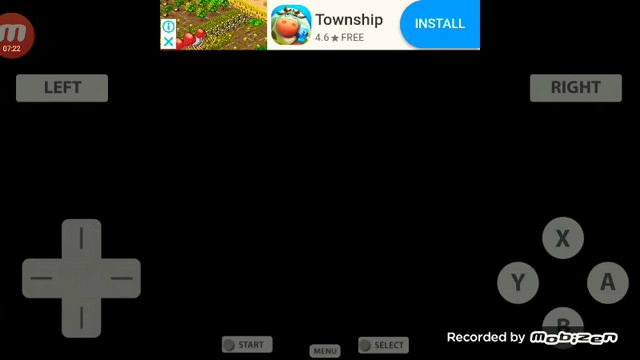 Township
4.6★ FREE
INSTALL
M
07:22
LEFT
RIGHT
X
Y
A
B
START
MENU
SELECT
Recorded by MOBIZEN